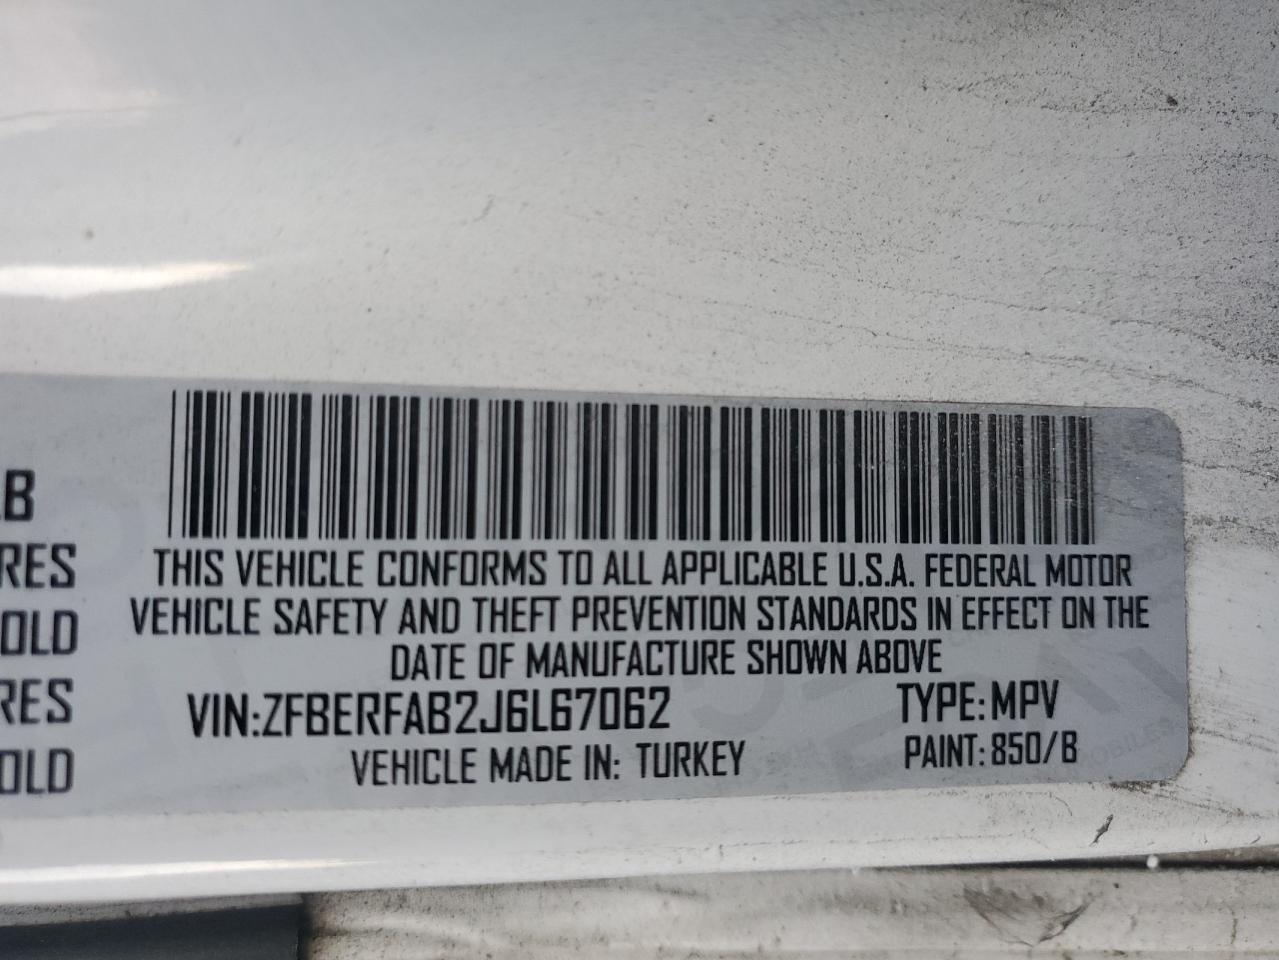 LB
RES
OLD
RES
OLD
THIS VEHICLE CONFORMS TO ALL APPLICABLE U.S.A. FEDERAL MOTOR
VEHICLE SAFETY AND THEFT PREVENTION STANDARDS IN EFFECT ON THE
DATE OF MANUFACTURE SHOWN ABOVE
VIN:ZFBERFAB2J6L67062 TYPE:MPV
VEHICLE MADE IN: TURKEY PAINT:850/B